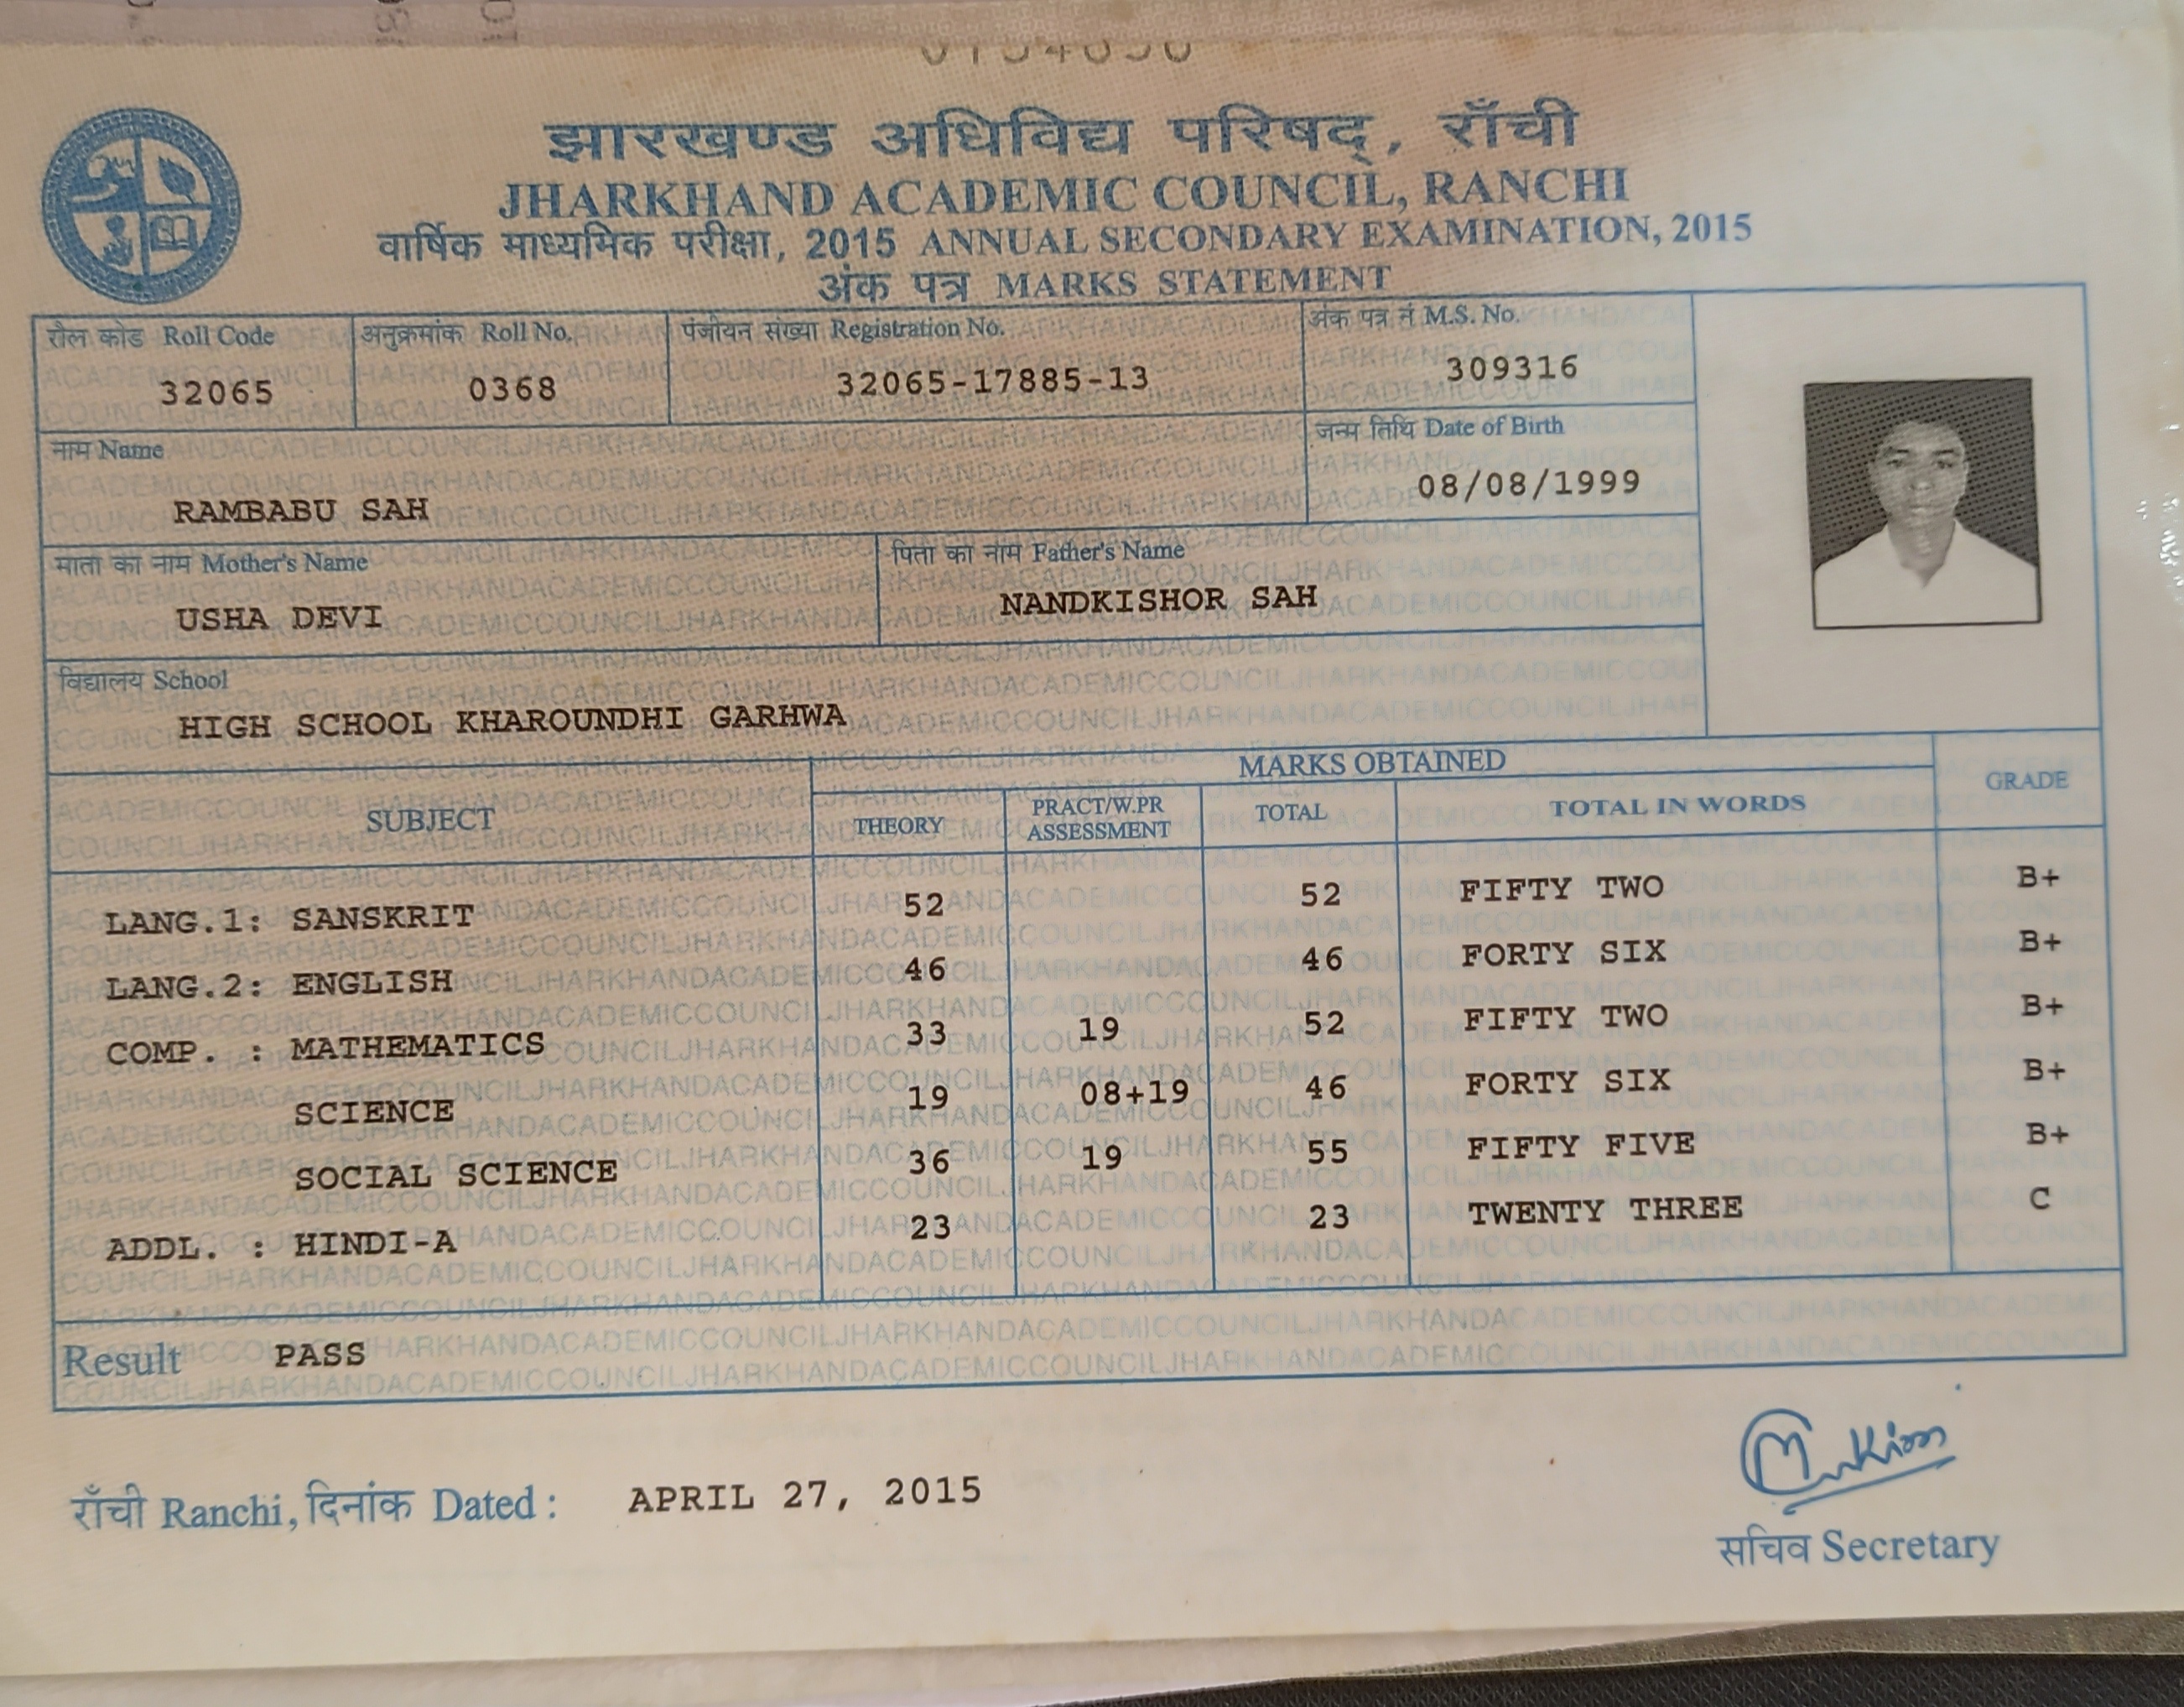 झारखण्ड अधिविद्य परिषद्, राँची
JHARKHAND ACADEMIC COUNCIL, RANCHI
वार्षिक माध्यमिक परीक्षा, 2015 ANNUAL SECONDARY EXAMINATION, 2015
अंक पत्र MARKS STATEMENT
रौल कोड Roll Code अनुक्रमांक Roll No. पंजीयन संख्या Registration No. अंक पत्र नं M.S. No.
32065 0368 32065-17885-13 309316
नाम Name जन्म तिथि Date of Birth
RAMBABU SAH 08/08/1999
माता का नाम Mother's Name पिता का नाम Father's Name
USHA DEVI NANDKISHOR SAH
विद्यालय School
HIGH SCHOOL KHAROUNDHI GARHWA
MARKS OBTAINED
SUBJECT THEORY PRACT/W.PR ASSESSMENT TOTAL TOTAL IN WORDS GRADE
LANG.1: SANSKRIT 52 52 FIFTY TWO B+
LANG.2: ENGLISH 46 46 FORTY SIX B+
COMP. : MATHEMATICS 33 19 52 FIFTY TWO B+
SCIENCE 19 08+19 46 FORTY SIX B+
SOCIAL SCIENCE 36 19 55 FIFTY FIVE B+
ADDL. : HINDI-A 23 23 TWENTY THREE C
Result PASS
राँची Ranchi, दिनांक Dated : APRIL 27, 2015
सचिव Secretary